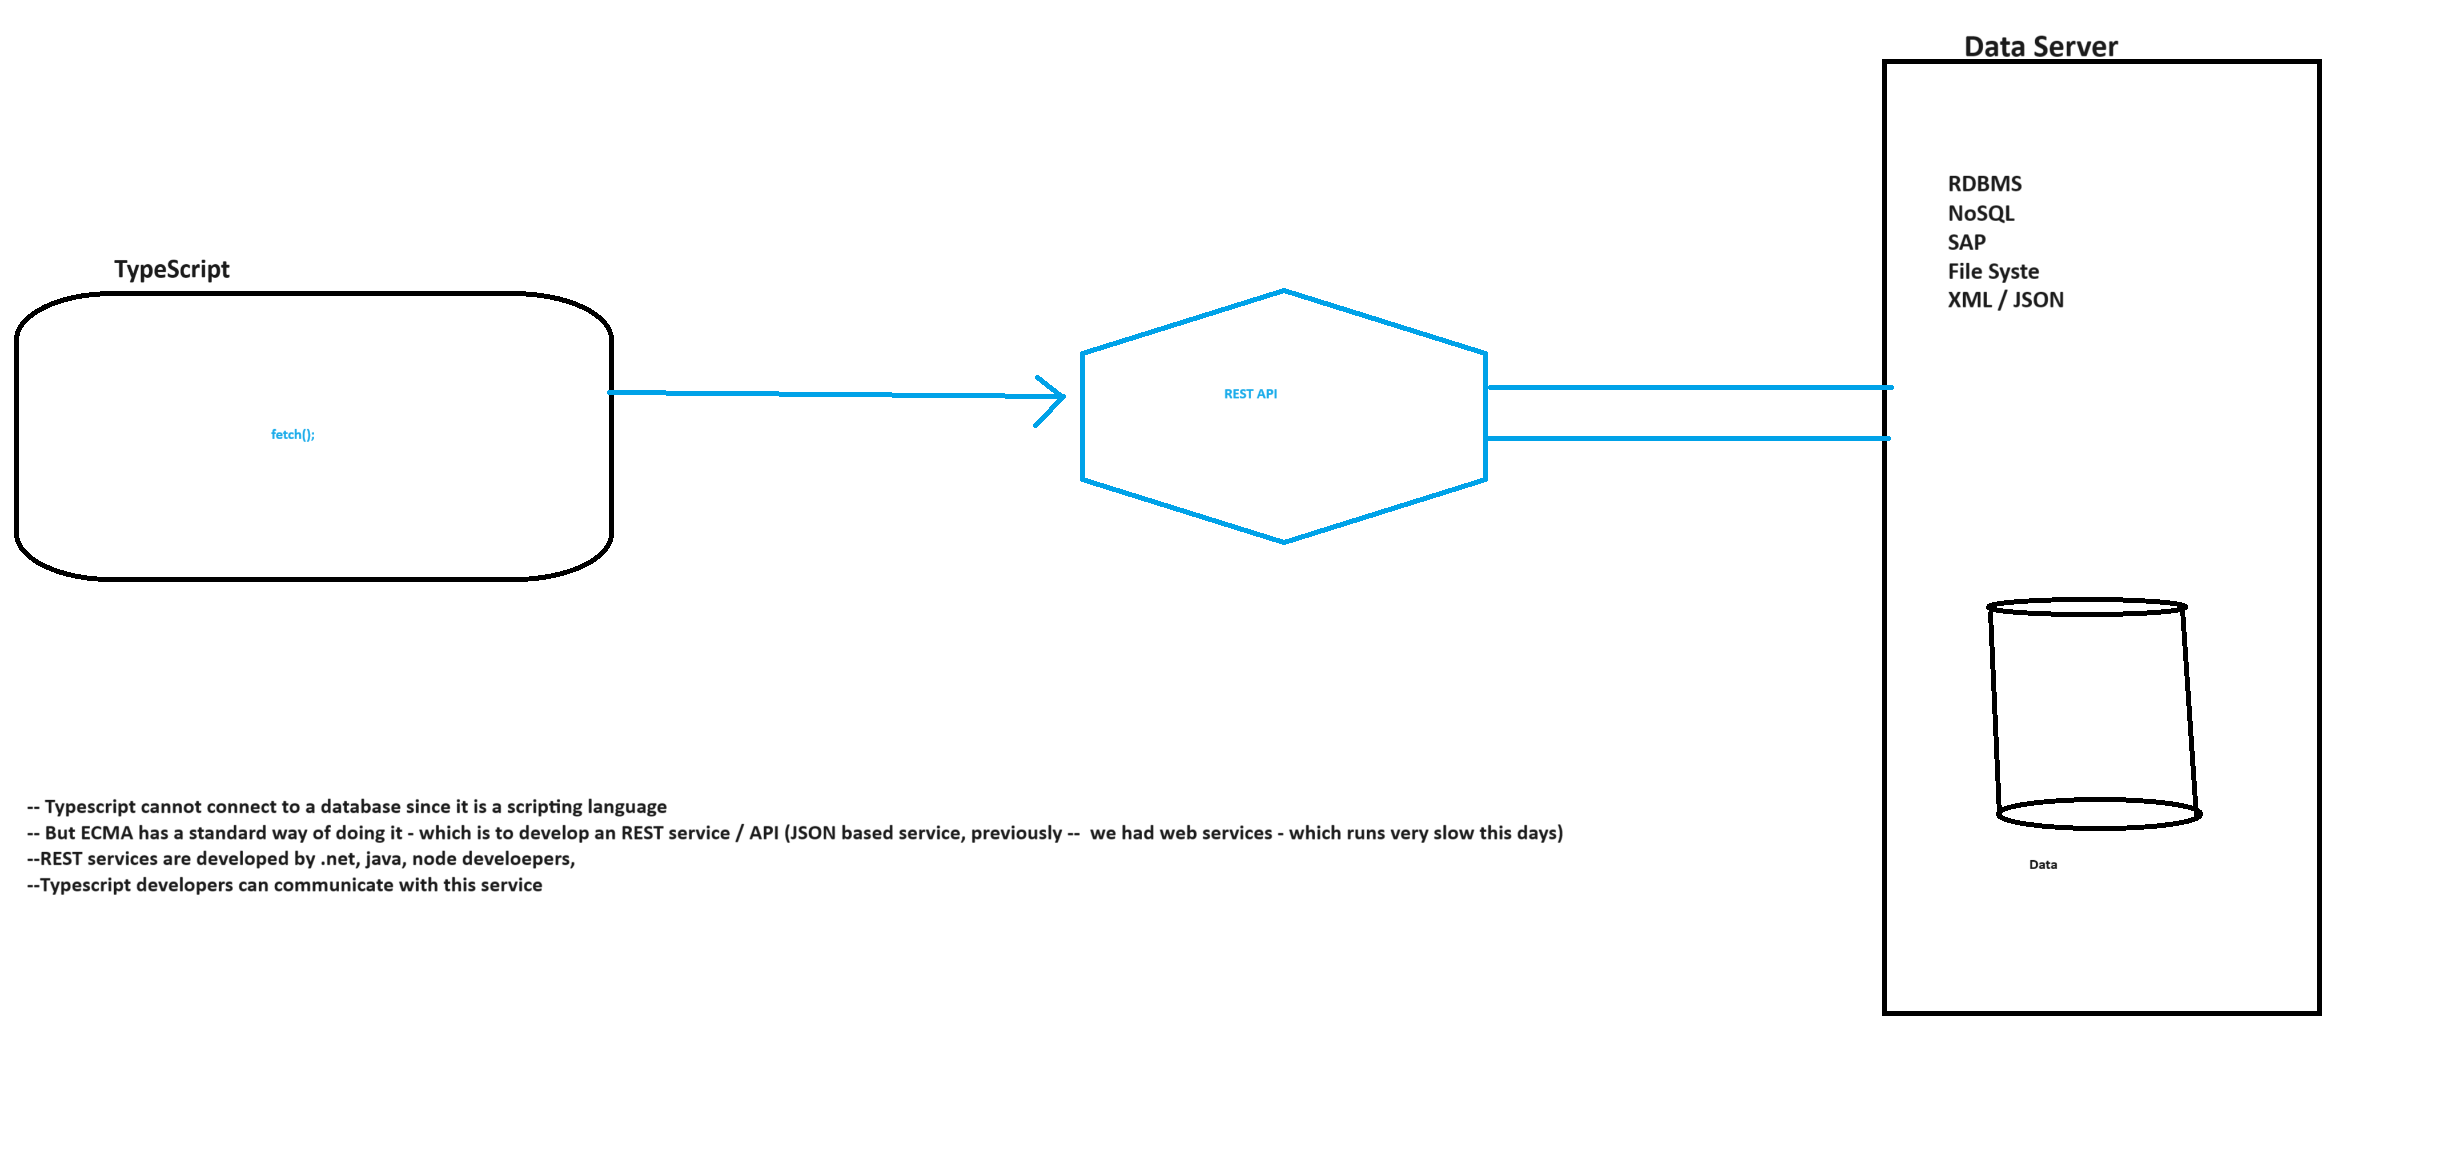 Data Server
RDBMS
NoSQL
SAP
File Syste
XML / JSON
TypeScript
fetch();
REST API
-- Typescript cannot connect to a database since it is a scripting language
-- But ECMA has a standard way of doing it - which is to develop an REST service / API (JSON based service, previously --  we had web services - which runs very slow this days)
--REST services are developed by .net, java, node develoepers,
--Typescript developers can communicate with this service
Data